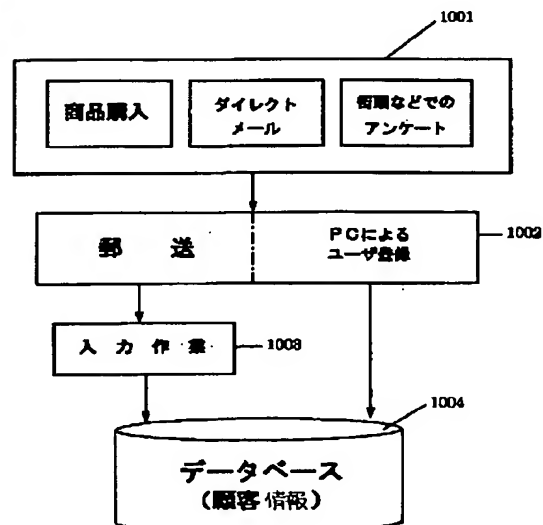 1001
商品購入
ダイレクト
メール
街頭などでの
アンケート
郵 送
PCによる
ユーザ登録
1002
入 力 作 業
1003
1004
データベース
(顧客情報)